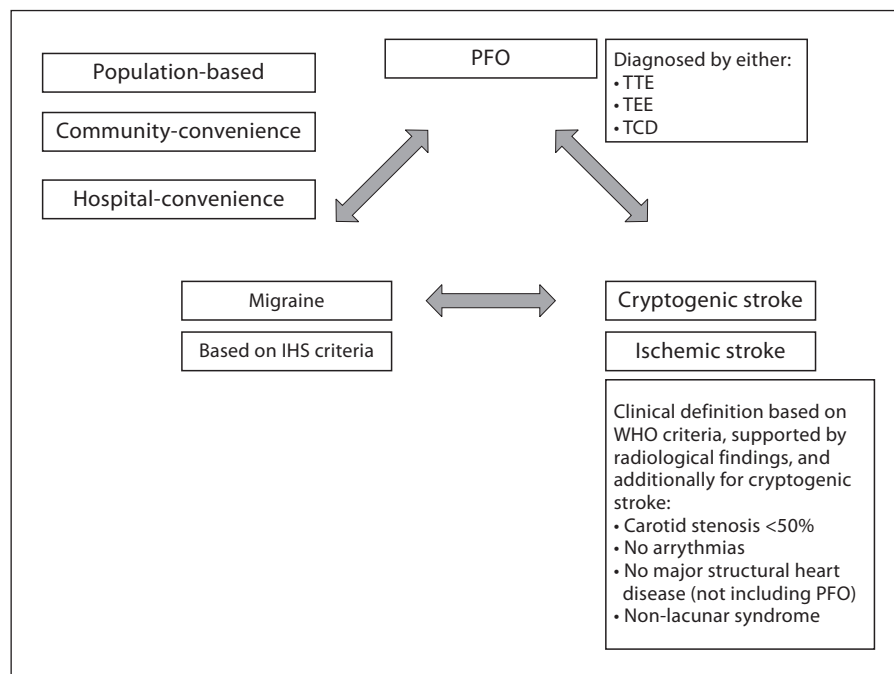 Population-based
Community-convenience
Hospital-convenience
PFO
Diagnosed by either:
• TTE
• TEE
• TCD
Migraine
Based on IHS criteria
Cryptogenic stroke
Ischemic stroke
Clinical definition based on
WHO criteria, supported by
radiological findings, and
additionally for cryptogenic
stroke:
• Carotid stenosis <50%
• No arrythmias
• No major structural heart
disease (not including PFO)
• Non-lacunar syndrome